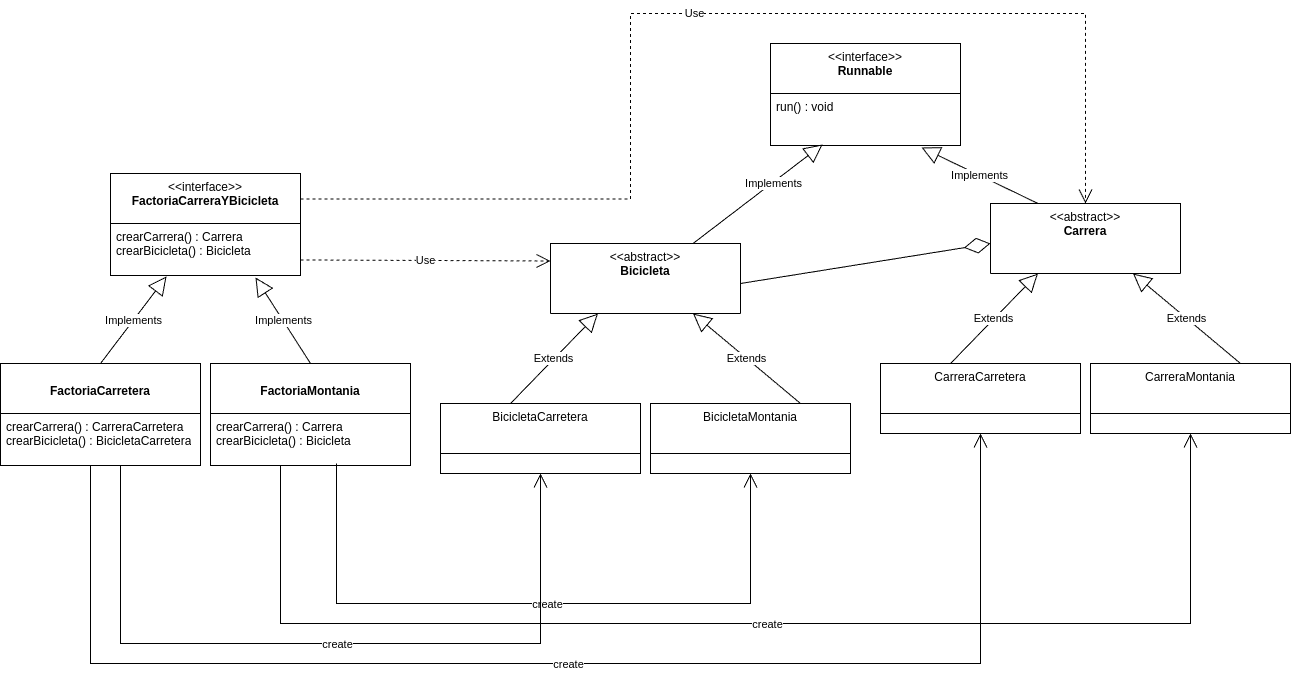 Use
<<interface>>
Runnable
run() : void
Implements
Implements
<<interface>>
FactoriaCarreraYBicicleta
crearCarrera() : Carrera
crearBicicleta() : Bicicleta
<<abstract>>
Carrera
<<abstract>>
Bicicleta
Use
Implements
Implements
Extends
Extends
Extends
Extends
FactoriaCarretera
crearCarrera() : CarreraCarretera
crearBicicleta() : BicicletaCarretera
FactoriaMontania
crearCarrera() : Carrera
crearBicicleta() : Bicicleta
BicicletaCarretera
BicicletaMontania
CarreraCarretera
CarreraMontania
create
create
create
create